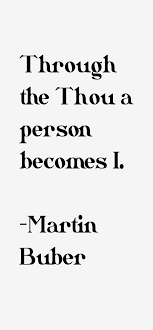 Through
the Thou a
person
becomes I.
-Martin
Buber